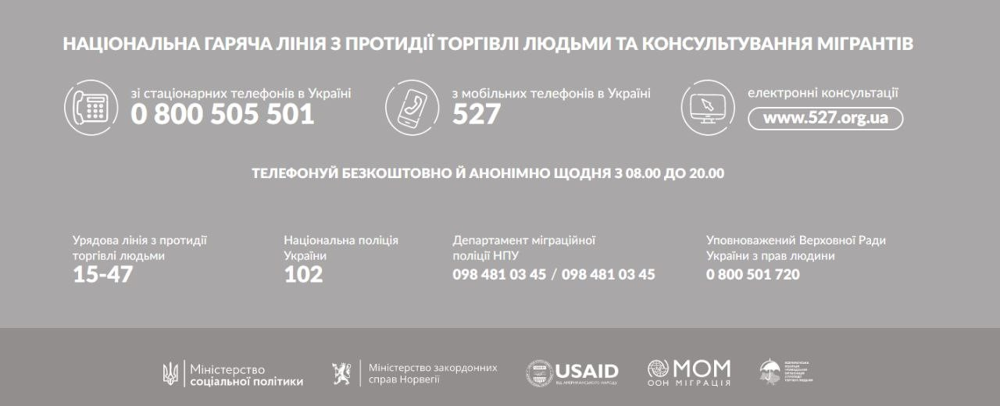 НАЦІОНАЛЬНА ГАРЯЧА ЛІНІЯ З ПРОТИДІЇ ТОРГІВЛІ ЛЮДЬМИ ТА КОНСУЛЬТУВАННЯ МІГРАНТІВ
зі стаціонарних телефонів в Україні
0 800 505 501
з мобільних телефонів в Україні
527
електронні консультації
www.527.org.ua
ТЕЛЕФОНУЙ БЕЗКОШТОВНО Й АНОНІМНО ЩОДНЯ З 08.00 ДО 20.00
Урядова лінія з протидії
торгівлі людьми
15-47
Національна поліція
України
102
Департамент міграційної
поліції НПУ
098 481 03 45 / 098 481 03 45
Уповноважений Верховної Ради
України з прав людини
0 800 501 720
Міністерство
соціальної політики
Міністерство закордонних
справ Норвегії
USAID
ВІД АМЕРИКАНСЬКОГО НАРОДУ
МОМ
ООН МІГРАЦІЯ